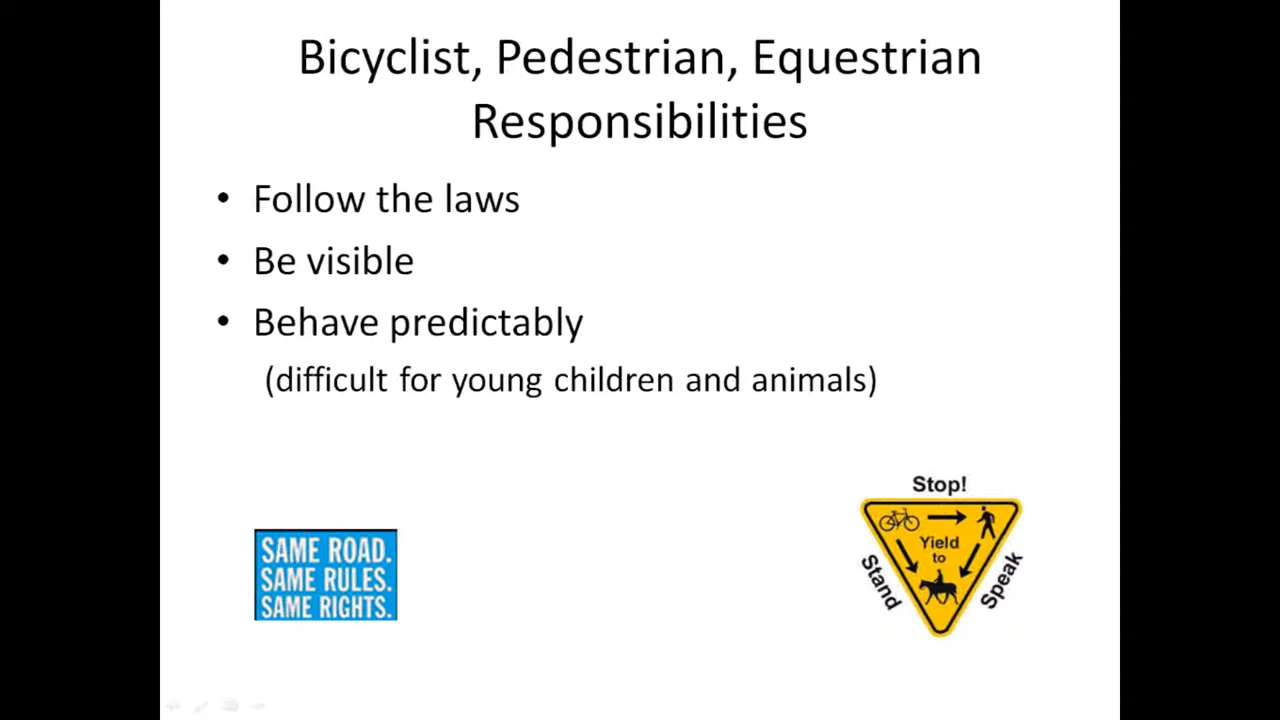 Bicyclist, Pedestrian, Equestrian
Responsibilities
• Follow the laws
• Be visible
• Behave predictably
(difficult for young children and animals)
SAME ROAD.
SAME RULES.
SAME RIGHTS.
Stop!
Yield
to
Stand
Speak